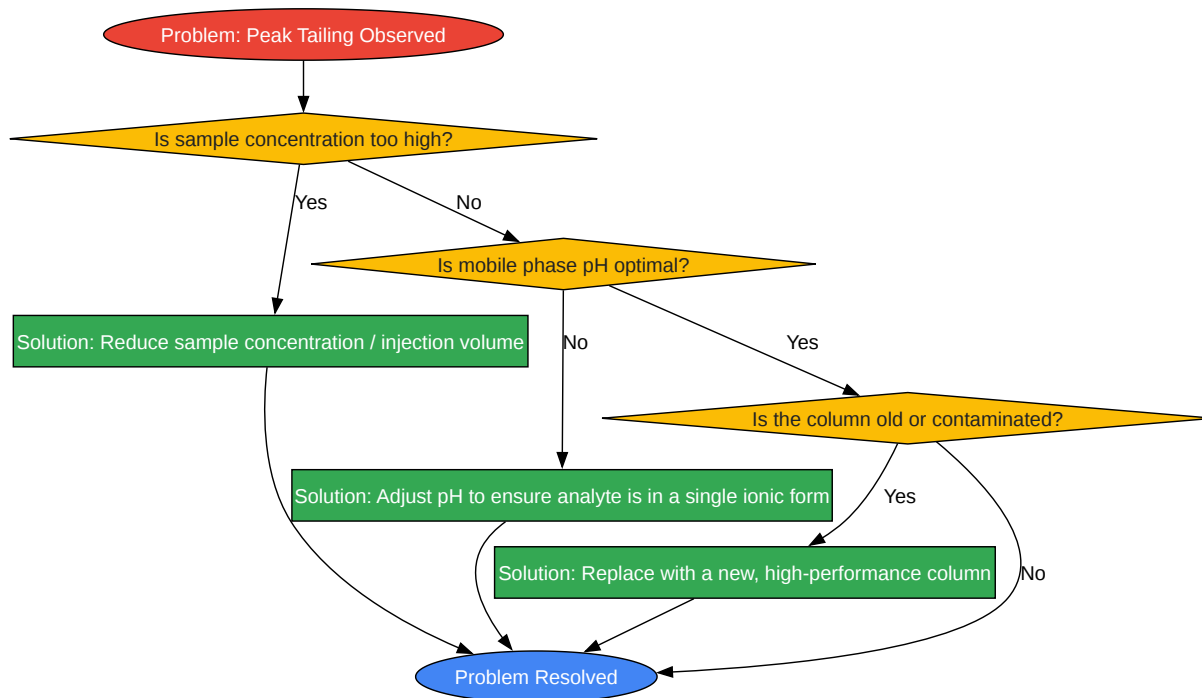 Problem: Peak Tailing Observed
Is sample concentration too high?
Yes
No
Is mobile phase pH optimal?
Solution: Reduce sample concentration / injection volume
No
Yes
Is the column old or contaminated?
Solution: Adjust pH to ensure analyte is in a single ionic form
Yes
Solution: Replace with a new, high-performance column
No
Problem Resolved